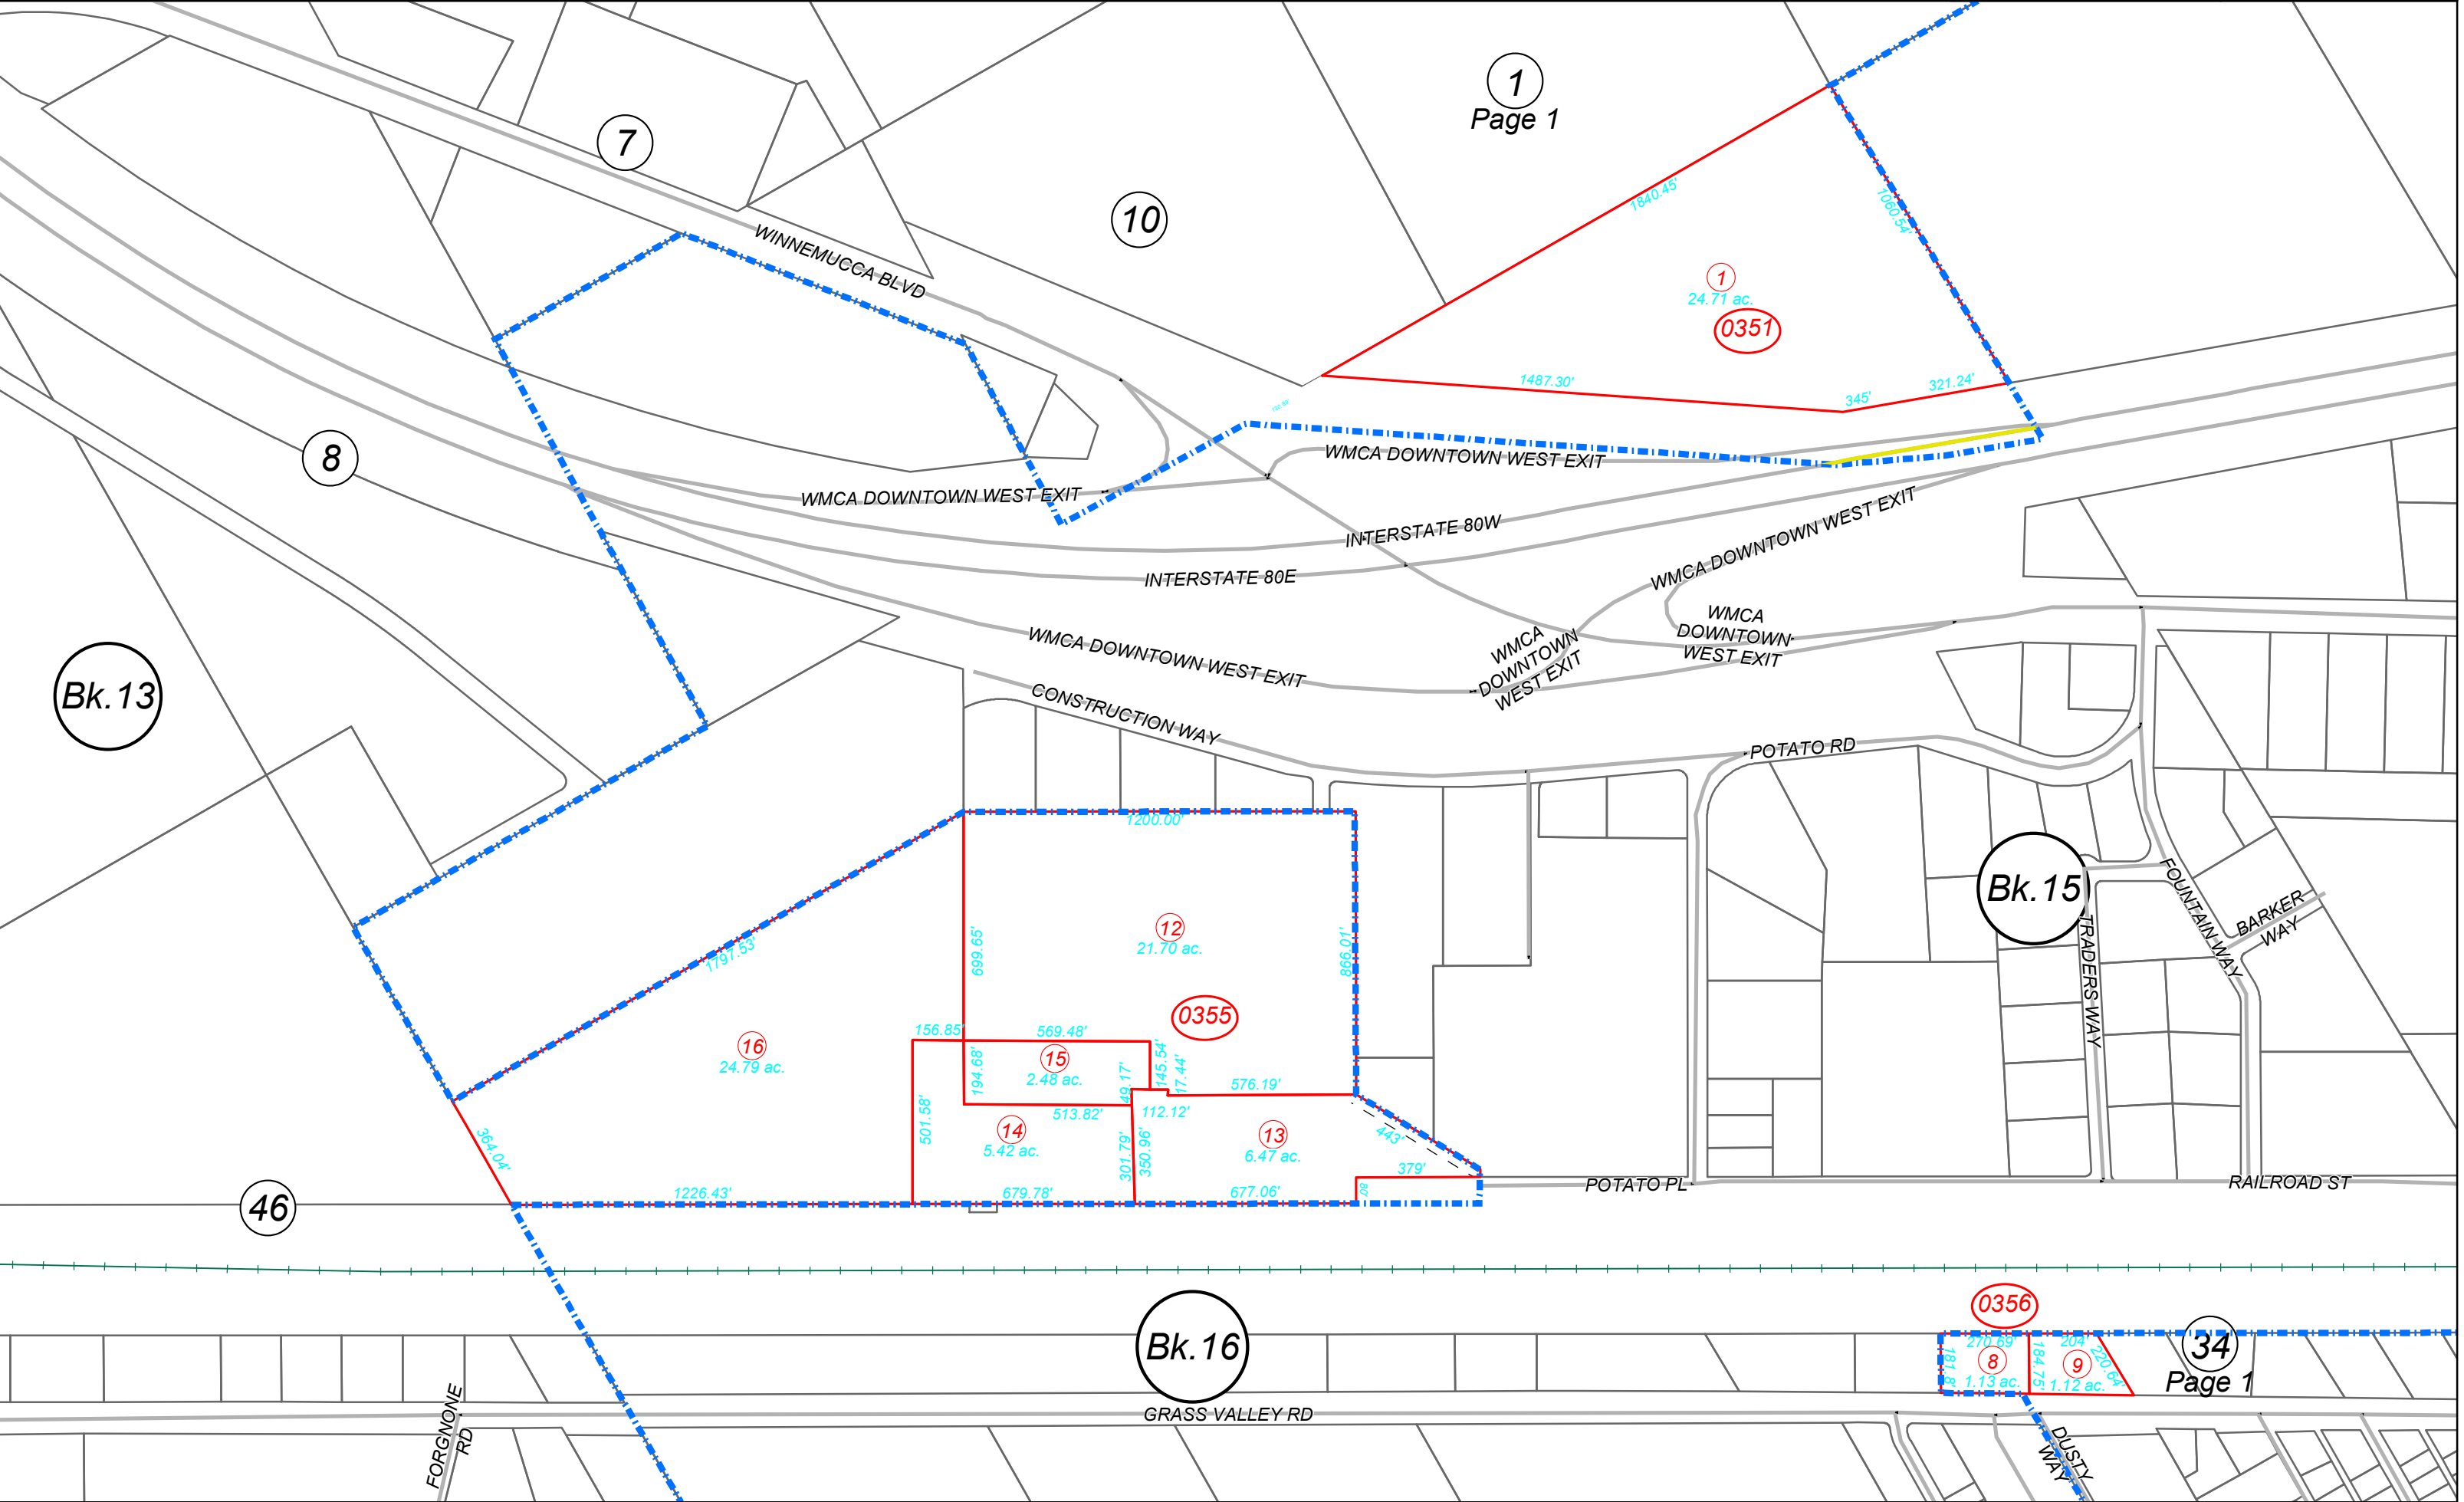 1
Page 1
7
10
WINNEMUCCA BLVD
1840.45'
1060.54'
1
24.71 ac.
0351
1487.30'
345'
321.24'
8
WMCA DOWNTOWN WEST EXIT
WMCA DOWNTOWN WEST EXIT
INTERSTATE 80W
INTERSTATE 80E
WMCA DOWNTOWN WEST EXIT
WMCA DOWNTOWN WEST EXIT
WMCA
DOWNTOWN
WEST EXIT
WMCA
DOWNTOWN
WEST EXIT
Bk.13
CONSTRUCTION WAY
POTATO RD
1200.00'
Bk.15
FOUNTAIN WAY
BARKER
WAY
TRADERS WAY
1797.53'
699.65'
12
21.70 ac.
866.01'
0355
156.85'
569.48'
16
24.79 ac.
194.68'
15
2.48 ac.
49.17'
145.54'
17.44'
576.19'
501.58'
513.82'
112.12'
14
5.42 ac.
301.79'
350.96'
13
6.47 ac.
443'
364.04'
379'
80'
1226.43'
679.78'
677.06'
POTATO PL
RAILROAD ST
46
0356
Bk.16
270.69'
204'
181.8'
8
1.13 ac.
184.75'
9
1.12 ac.
220.64'
34
Page 1
GRASS VALLEY RD
FORGNONE
RD
DUSTY
WAY